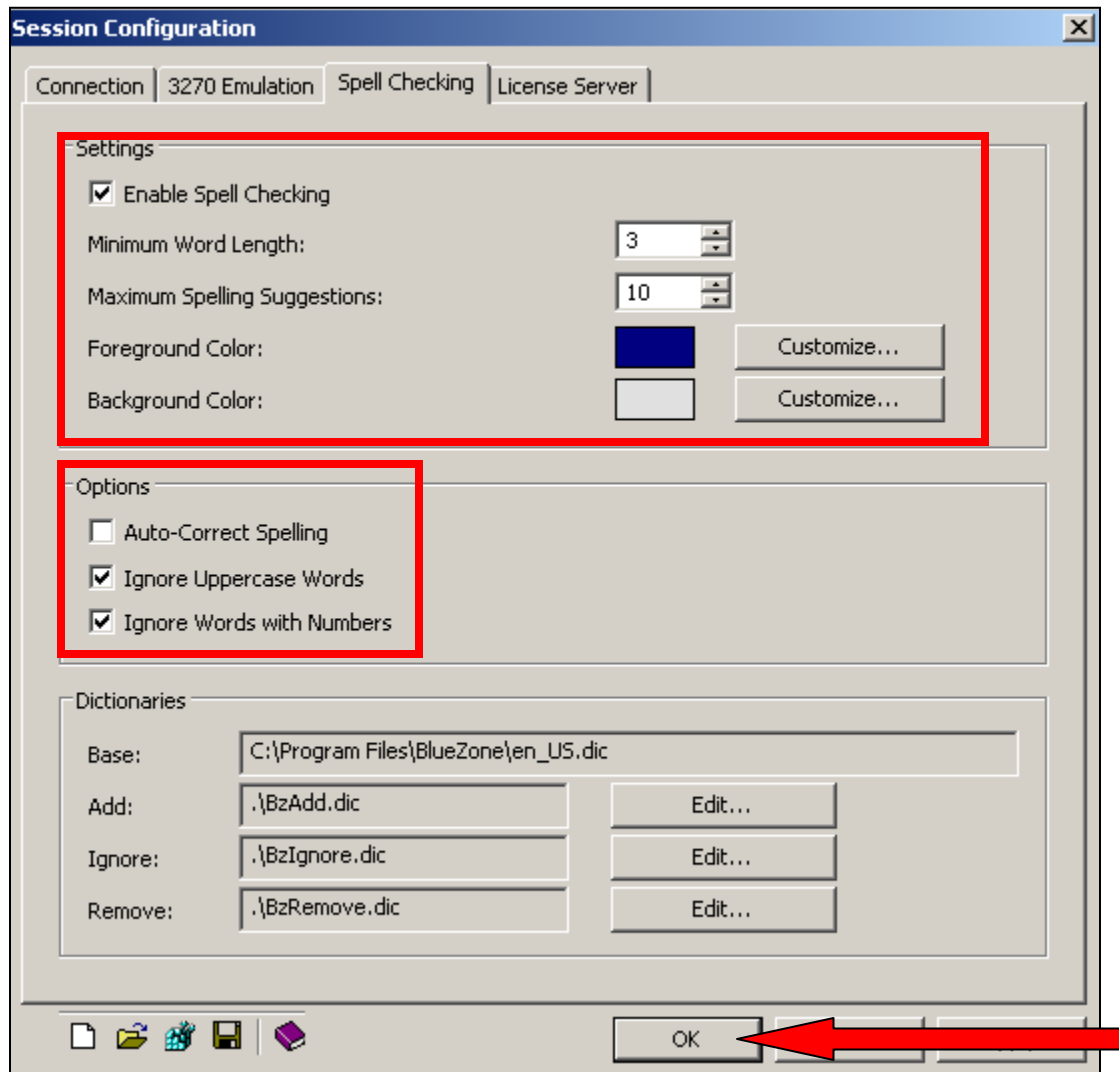 Session Configuration
Connection 3270 Emulation Spell Checking License Server
Settings
Enable Spell Checking
Minimum Word Length: 3
Maximum Spelling Suggestions: 10
Foreground Color: Customize...
Background Color: Customize...
Options
Auto-Correct Spelling
Ignore Uppercase Words
Ignore Words with Numbers
Dictionaries
Base: C:\Program Files\BlueZone\en_US.dic
Add: .\BzAdd.dic Edit...
Ignore: .\BzIgnore.dic Edit...
Remove: .\BzRemove.dic Edit...
OK